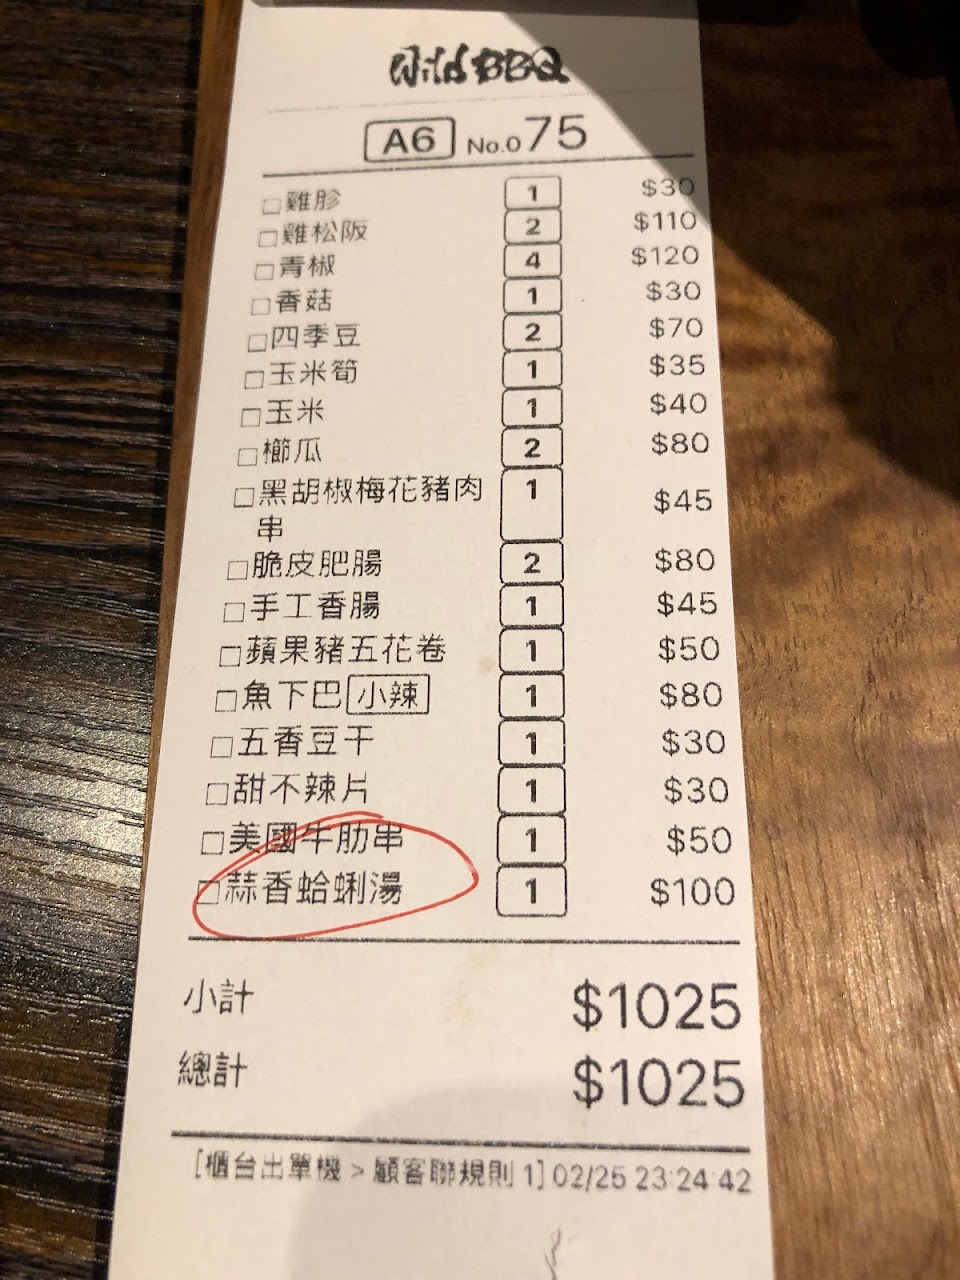 Wild BBQ
A6 No.075
□雞胗 1 $30
□雞松阪 2 $110
□青椒 4 $120
□香菇 1 $30
□四季豆 2 $70
□玉米筍 1 $35
□玉米 1 $40
□櫛瓜 2 $80
□黑胡椒梅花豬肉 1 $45
串
□脆皮肥腸 2 $80
□手工香腸 1 $45
□蘋果豬五花卷 1 $50
□魚下巴 小辣 1 $80
□五香豆干 1 $30
□甜不辣片 1 $30
□美國牛肋串 1 $50
□蒜香蛤蜊湯 1 $100
小計 $1025
總計 $1025
[櫃台出單機 > 顧客聯規則 1] 02/25 23:24:42